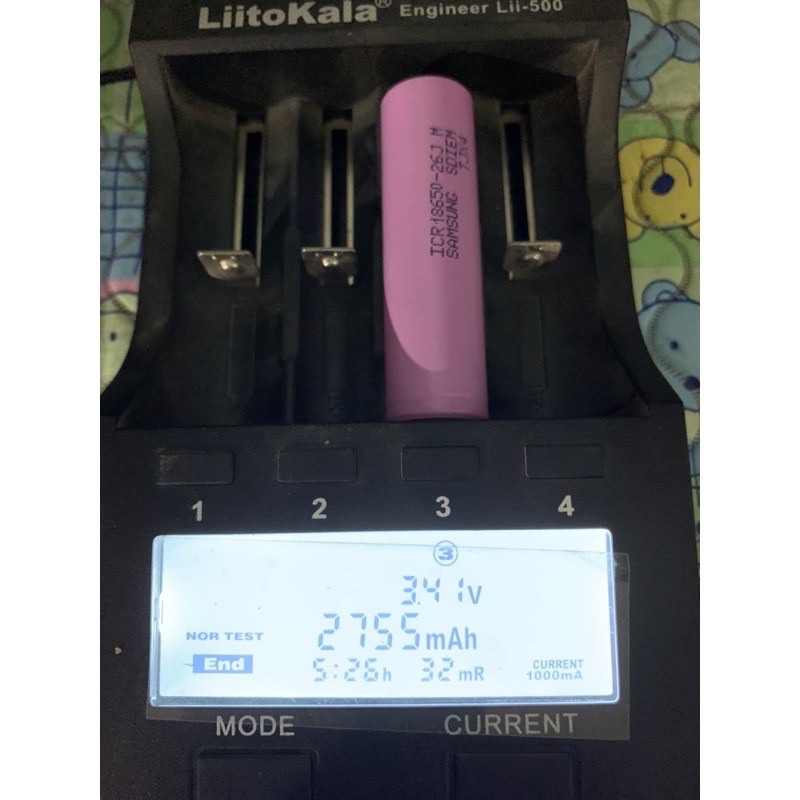 LiitoKala® Engineer Lii-500
ICR18650-26J M
SAMSUNG SDIEM
1 2 3 4
3
3.41v
NOR TEST 2755mAh
End 5:26h 32mR CURRENT 1000mA
MODE CURRENT